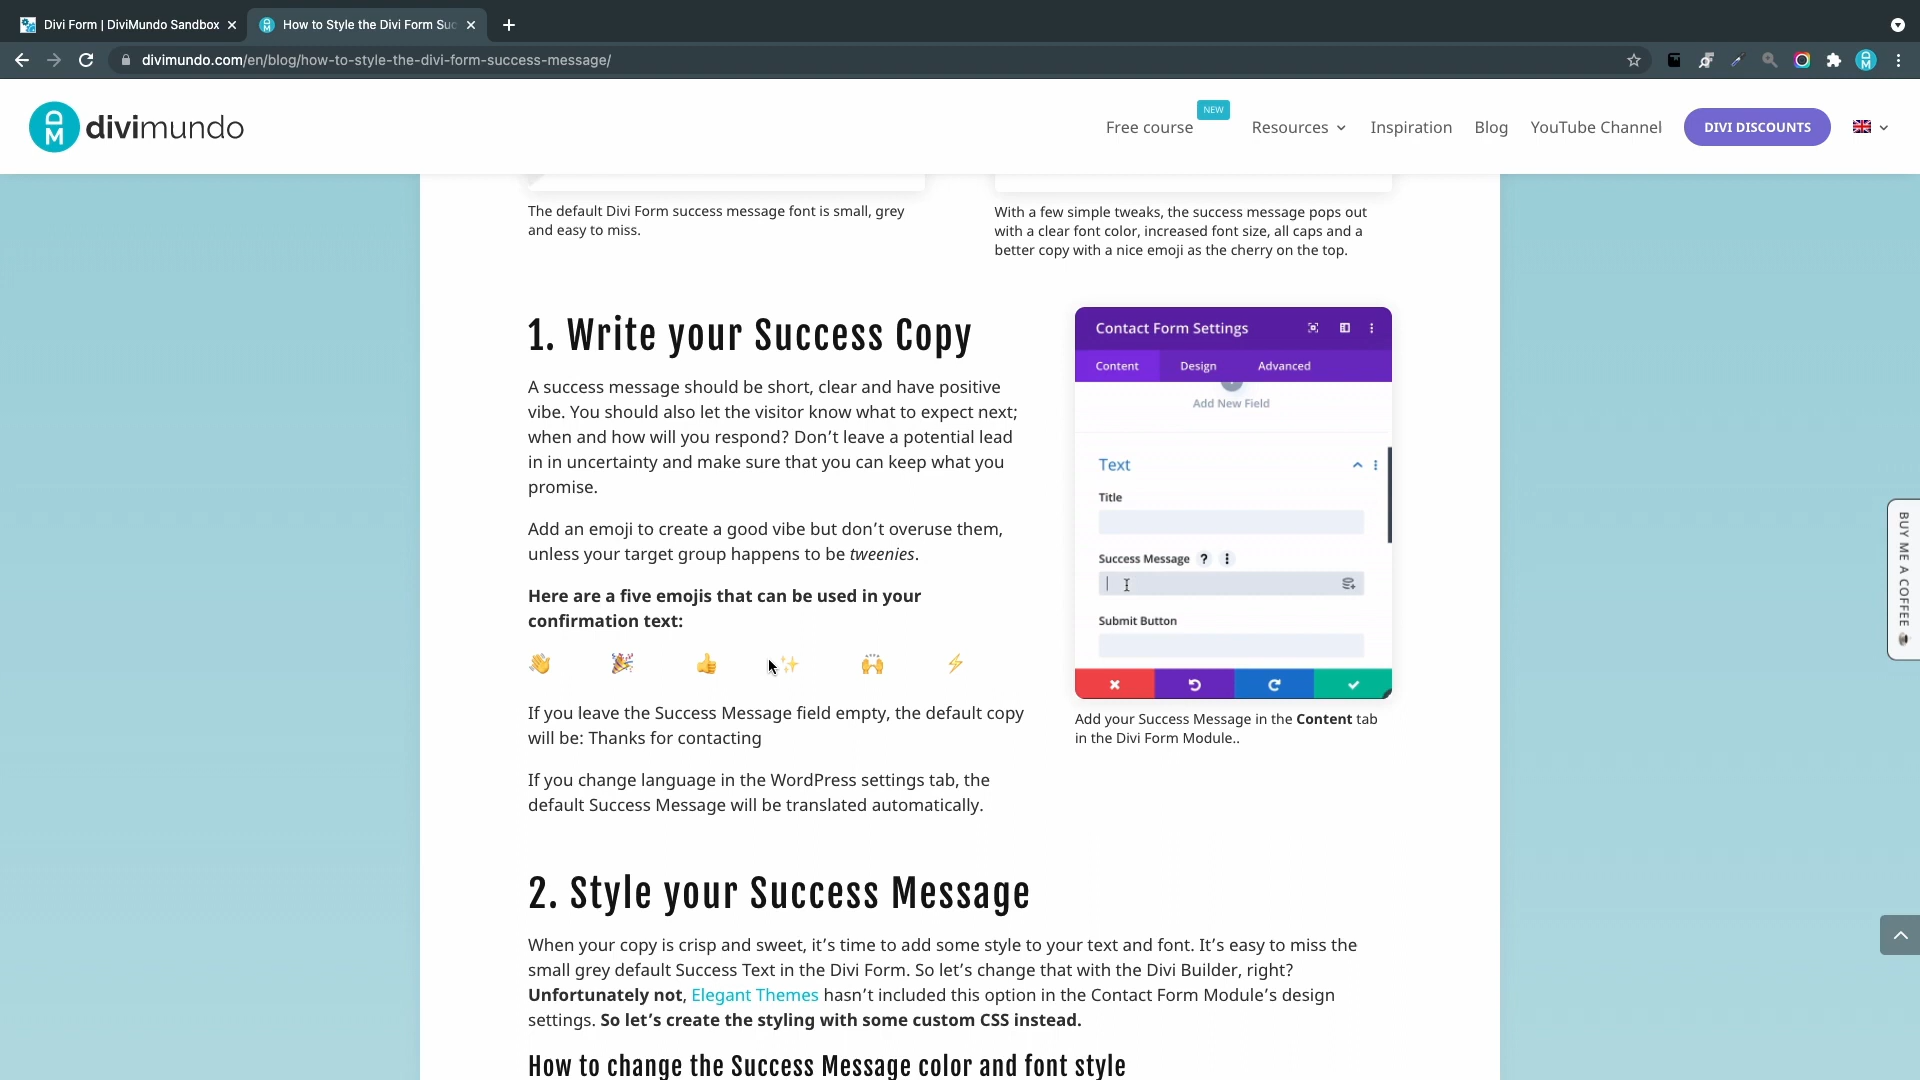 Divi Form | DiviMundo Sandbox
How to Style the Divi Form Suc
divimundo.com/en/blog/how-to-style-the-divi-form-success-message/
divimundo
Free course
NEW
Resources
Inspiration
Blog
YouTube Channel
DIVI DISCOUNTS
The default Divi Form success message font is small, grey
and easy to miss.
With a few simple tweaks, the success message pops out
with a clear font color, increased font size, all caps and a
better copy with a nice emoji as the cherry on the top.
1. Write your Success Copy
A success message should be short, clear and have positive
vibe. You should also let the visitor know what to expect next;
when and how will you respond? Don’t leave a potential lead
in in uncertainty and make sure that you can keep what you
promise.
Add an emoji to create a good vibe but don’t overuse them,
unless your target group happens to be tweenies.
Here are a five emojis that can be used in your
confirmation text:
👋 🎉 👍 ✨ 🙌 ⚡
If you leave the Success Message field empty, the default copy
will be: Thanks for contacting
If you change language in the WordPress settings tab, the
default Success Message will be translated automatically.
Contact Form Settings
Content Design Advanced
Add New Field
Text
Title
Success Message ?
Submit Button
Add your Success Message in the Content tab
in the Divi Form Module..
BUY ME A COFFEE
2. Style your Success Message
When your copy is crisp and sweet, it’s time to add some style to your text and font. It’s easy to miss the
small grey default Success Text in the Divi Form. So let’s change that with the Divi Builder, right?
Unfortunately not, Elegant Themes hasn’t included this option in the Contact Form Module’s design
settings. So let’s create the styling with some custom CSS instead.
How to change the Success Message color and font style